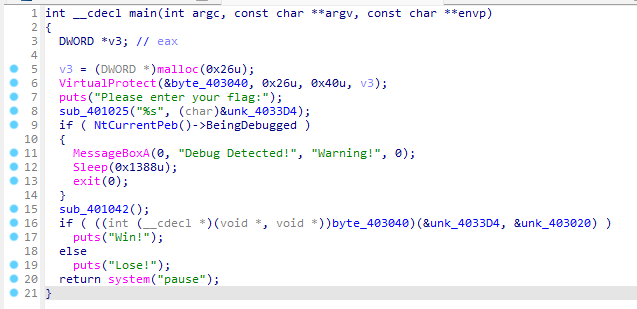 1 int __cdecl main(int argc, const char **argv, const char **envp)
2 {
3   DWORD *v3; // eax
4
5   v3 = (DWORD *)malloc(0x26u);
6   VirtualProtect(&byte_403040, 0x26u, 0x40u, v3);
7   puts("Please enter your flag:");
8   sub_401025("%s", (char)&unk_4033D4);
9   if ( NtCurrentPeb()->BeingDebugged )
10   {
11     MessageBoxA(0, "Debug Detected!", "Warning!", 0);
12     Sleep(0x1388u);
13     exit(0);
14   }
15   sub_401042();
16   if ( ((int (__cdecl *)(void *, void *))byte_403040)(&unk_4033D4, &unk_403020) )
17     puts("Win!");
18   else
19     puts("Lose!");
20   return system("pause");
21 }